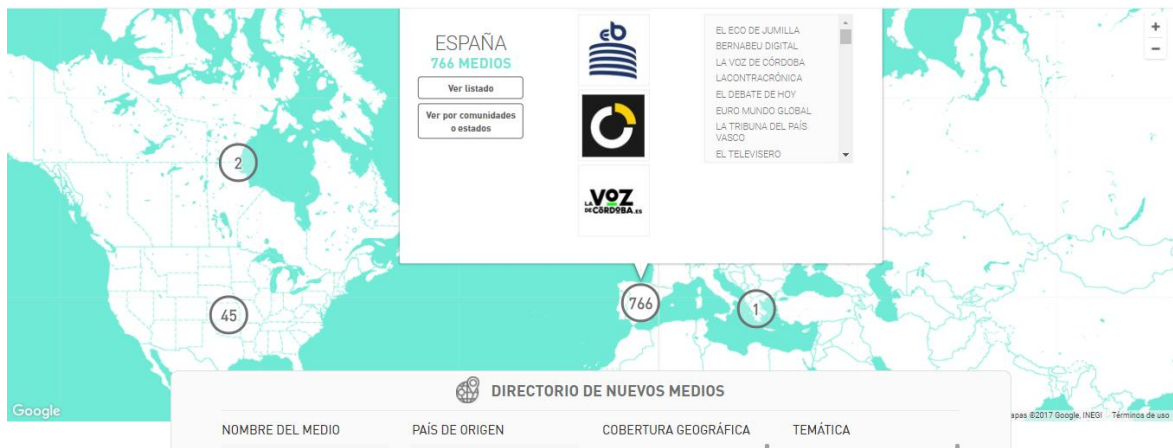 ESPAÑA
766 MEDIOS
Ver listado
Ver por comunidades
o estados
eb
LA VOZ
DE CÓRDOBA.ES
EL ECO DE JUMILLA
BERNABEU DIGITAL
LA VOZ DE CÓRDOBA
LACONTRACRÓNICA
EL DEBATE DE HOY
EURO MUNDO GLOBAL
LA TRIBUNA DEL PAÍS
VASCO
EL TELEVISERO
+
−
2
45
766
1
DIRECTORIO DE NUEVOS MEDIOS
Google
apas ©2017 Google, INEGI
Términos de uso
NOMBRE DEL MEDIO
PAÍS DE ORIGEN
COBERTURA GEOGRÁFICA
TEMÁTICA